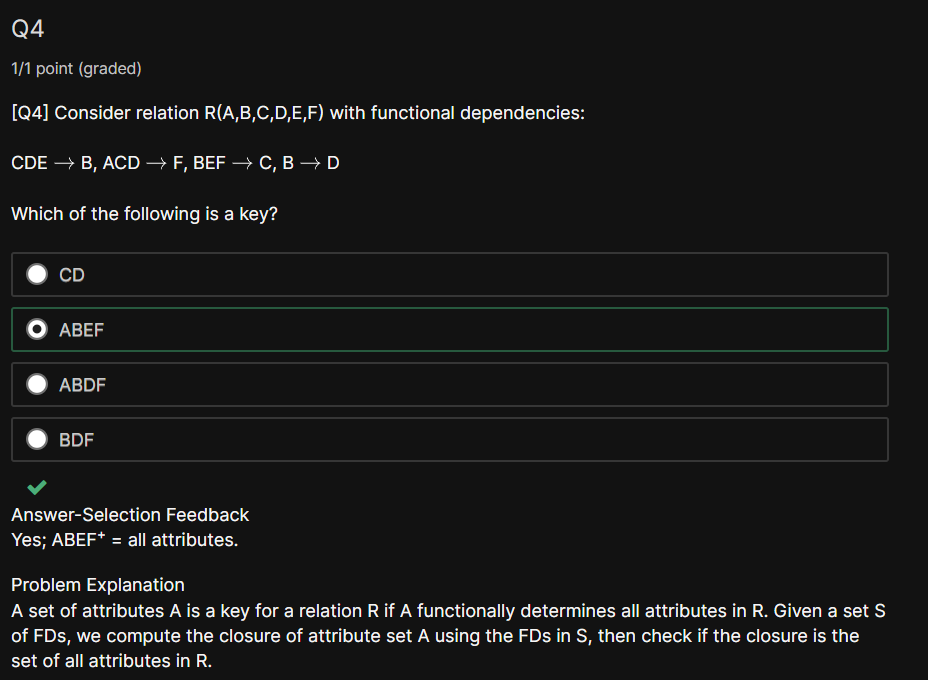 Q4
1/1 point (graded)
[Q4] Consider relation R(A,B,C,D,E,F) with functional dependencies:
CDE → B, ACD → F, BEF → C, B → D
Which of the following is a key?
CD
ABEF
ABDF
BDF
Answer-Selection Feedback
Yes; ABEF⁺ = all attributes.
Problem Explanation
A set of attributes A is a key for a relation R if A functionally determines all attributes in R. Given a set S
of FDs, we compute the closure of attribute set A using the FDs in S, then check if the closure is the
set of all attributes in R.